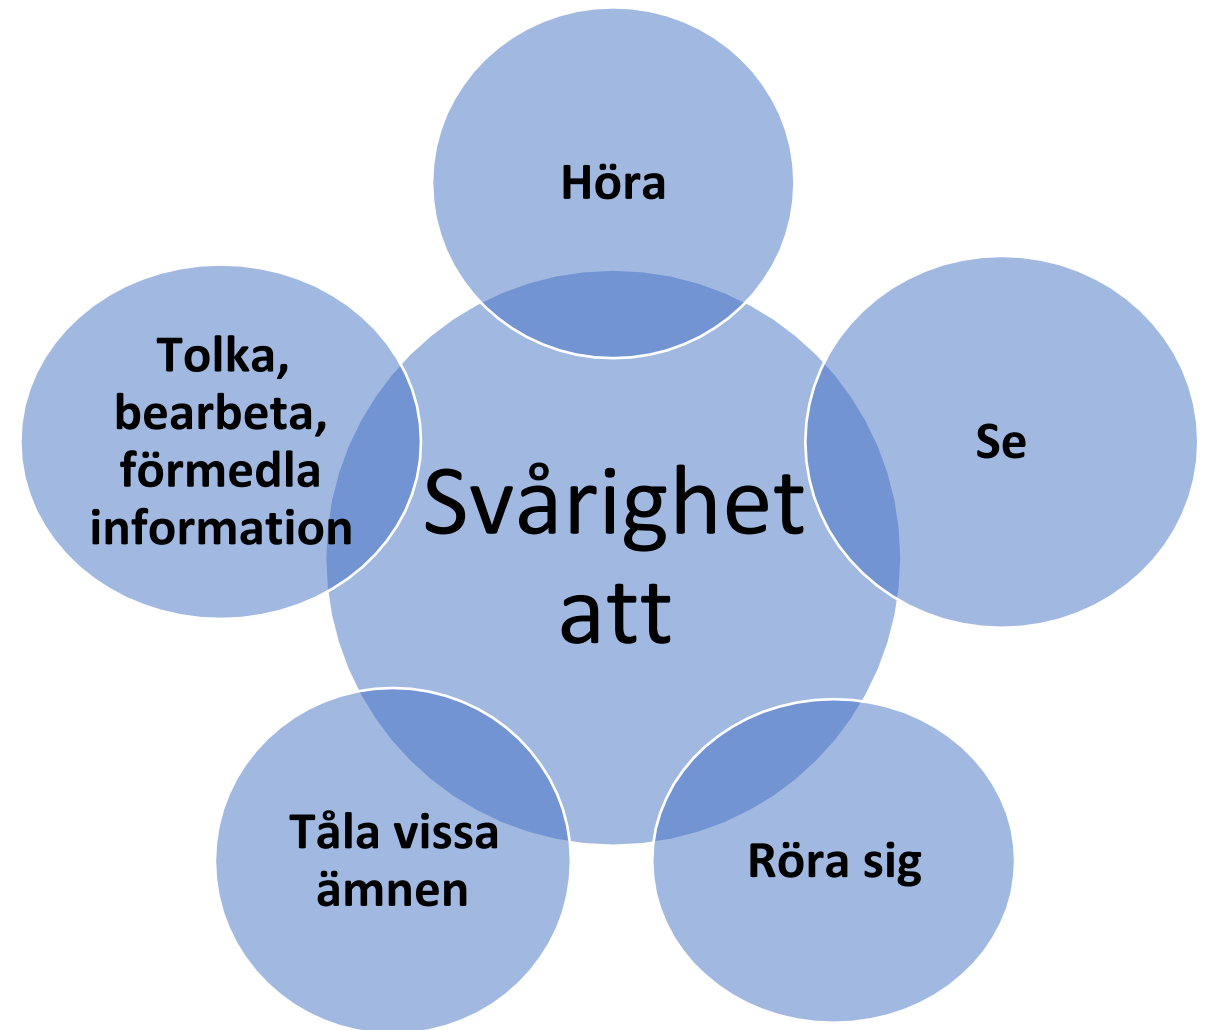 Höra
Tolka,
bearbeta,
förmedla
information
Se
Svårighet
att
Tåla vissa
ämnen
Röra sig